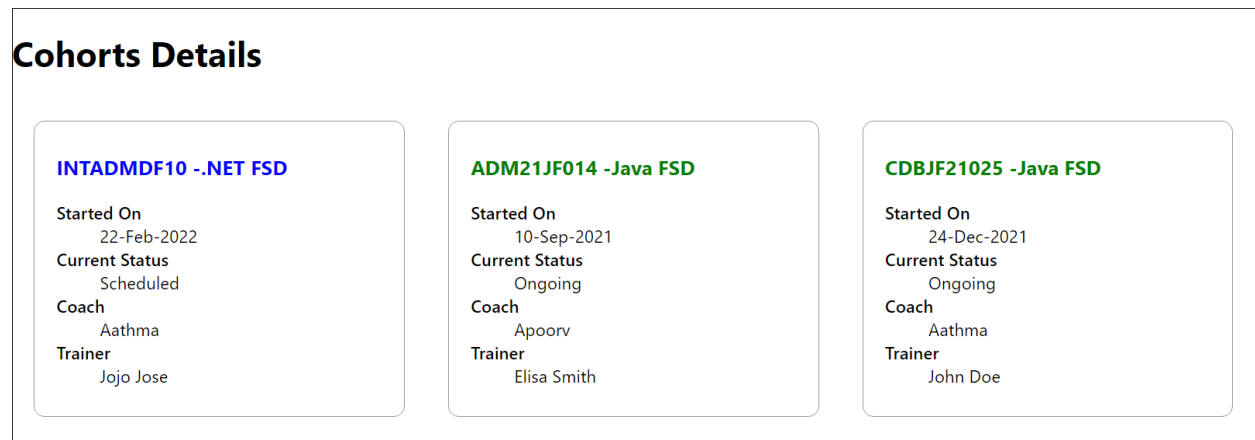 Cohorts Details
INTADMDF10 -.NET FSD
Started On
22-Feb-2022
Current Status
Scheduled
Coach
Aathma
Trainer
Jojo Jose
ADM21JF014 -Java FSD
Started On
10-Sep-2021
Current Status
Ongoing
Coach
Apoorv
Trainer
Elisa Smith
CDBJF21025 -Java FSD
Started On
24-Dec-2021
Current Status
Ongoing
Coach
Aathma
Trainer
John Doe